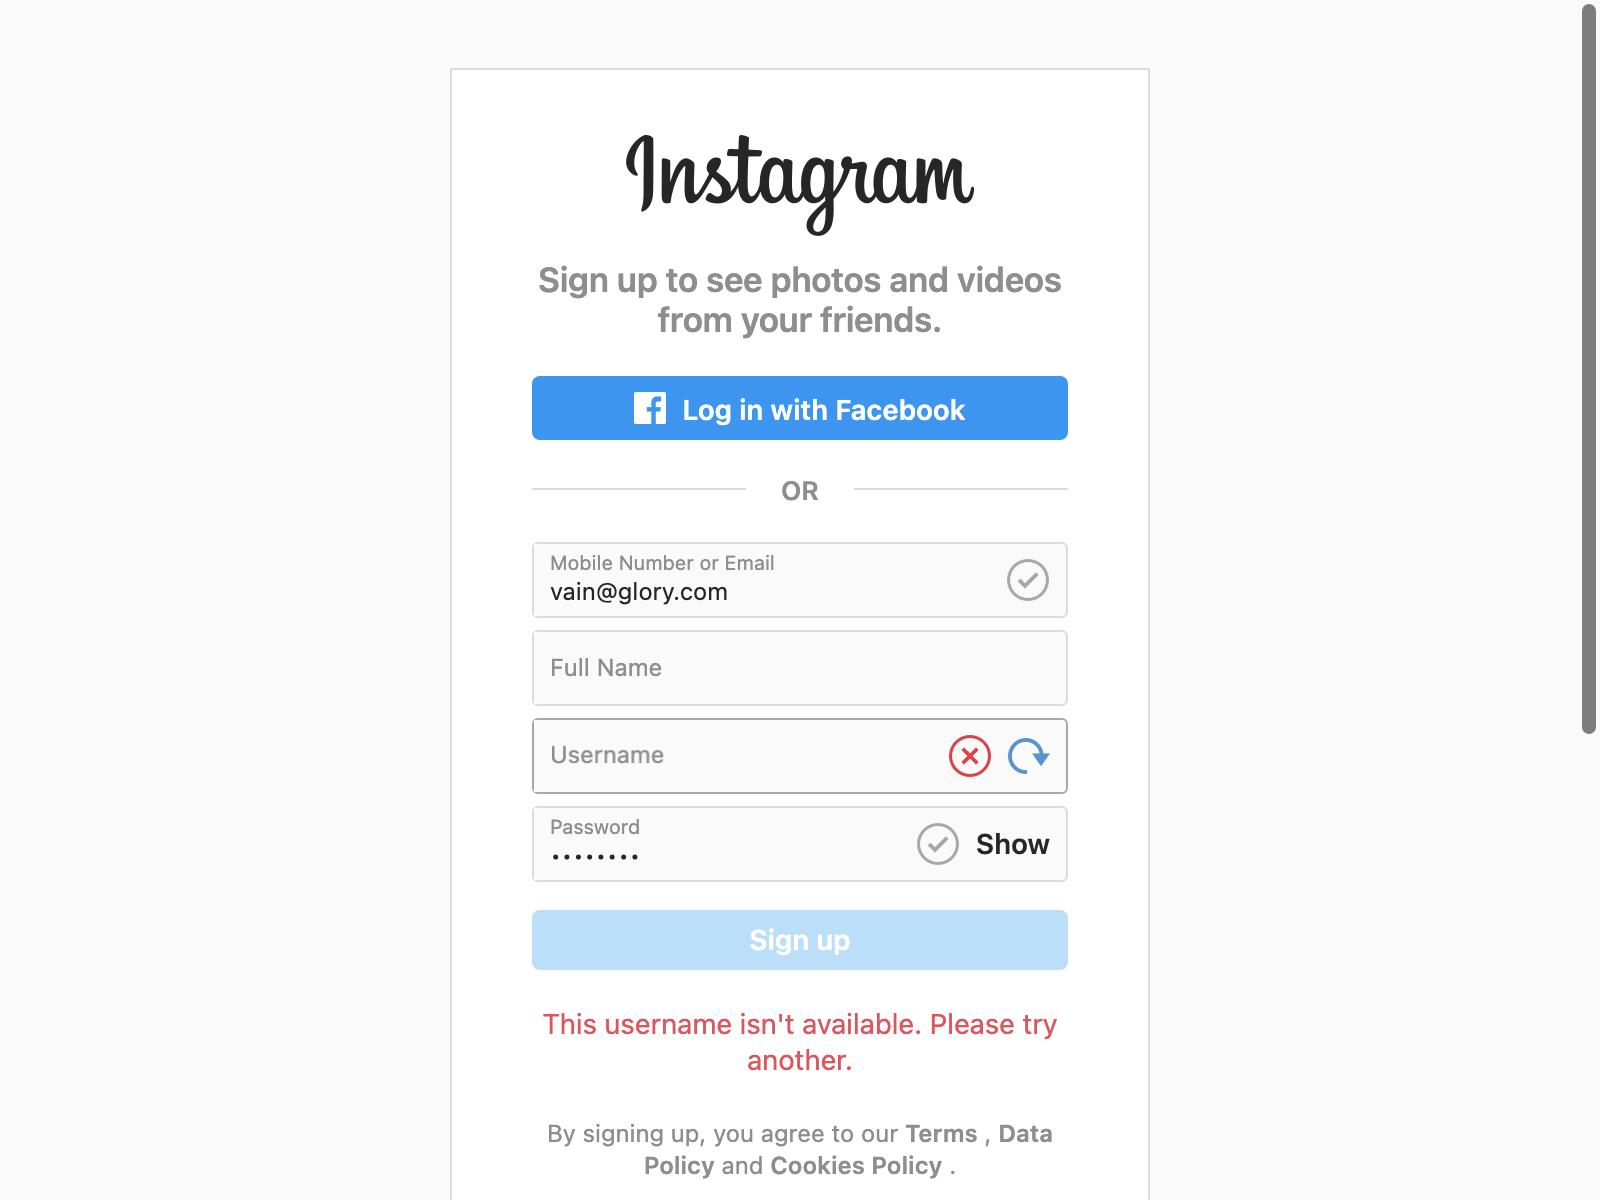 Instagram
Sign up to see photos and videos
from your friends.
Log in with Facebook
OR
Mobile Number or Email
vain@glory.com
Full Name
Username
Password
••••••••
Show
Sign up
This username isn't available. Please try
another.
By signing up, you agree to our Terms , Data
Policy and Cookies Policy .